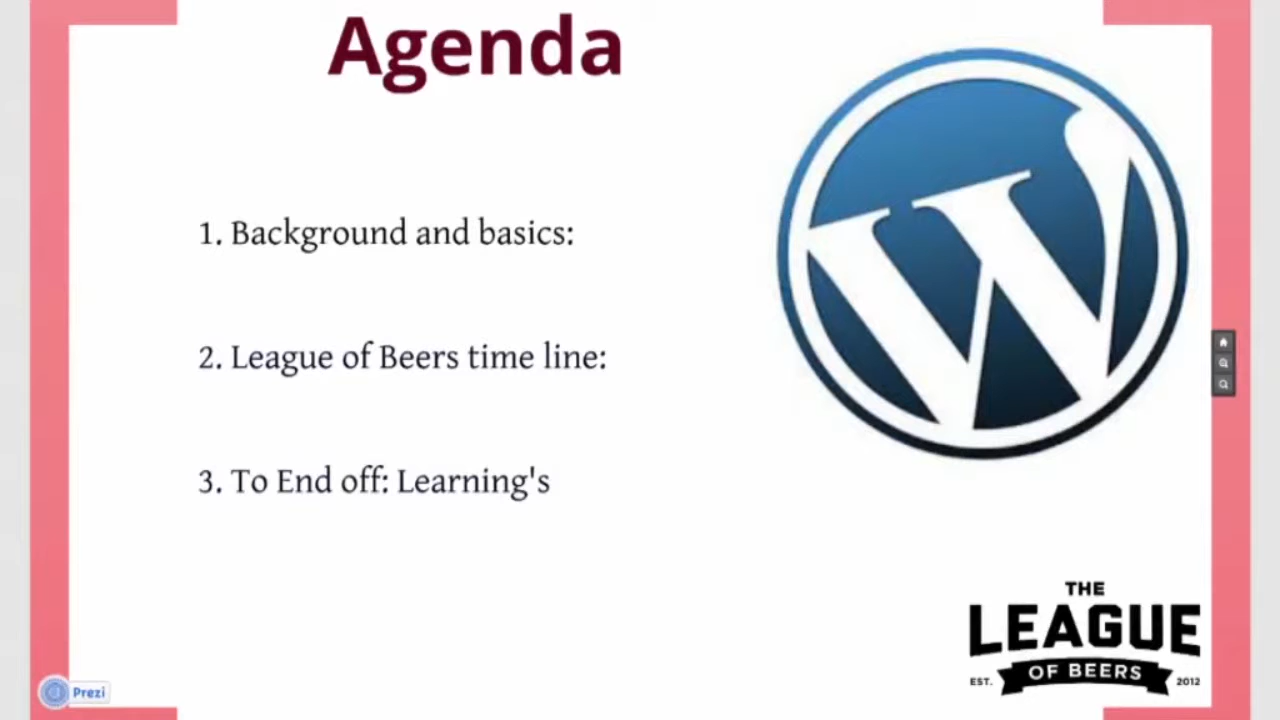 Agenda
1. Background and basics:
2. League of Beers time line:
3. To End off: Learning's
THE
LEAGUE
OF BEERS
EST. 2012
Prezi